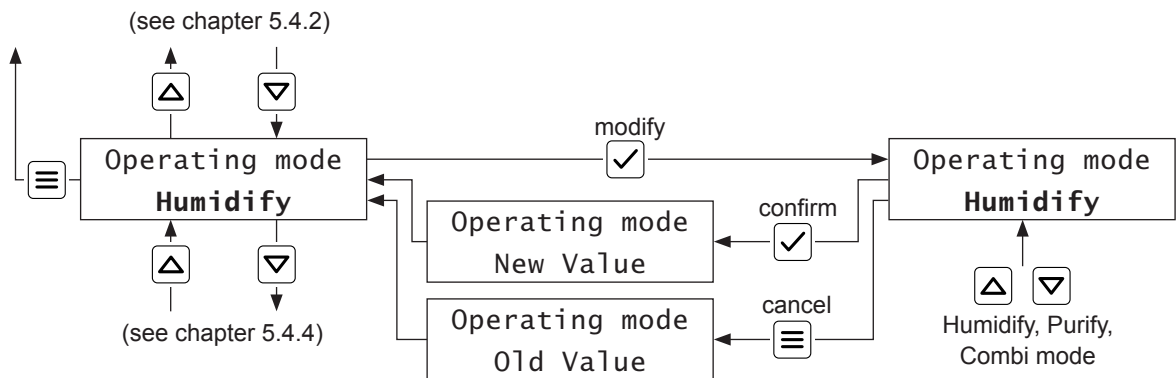 (see chapter 5.4.2)
modify
Operating mode
Humidify
Operating mode
Humidify
Operating mode
New Value
confirm
Operating mode
Old Value
cancel
(see chapter 5.4.4)
Humidify, Purify,
Combi mode